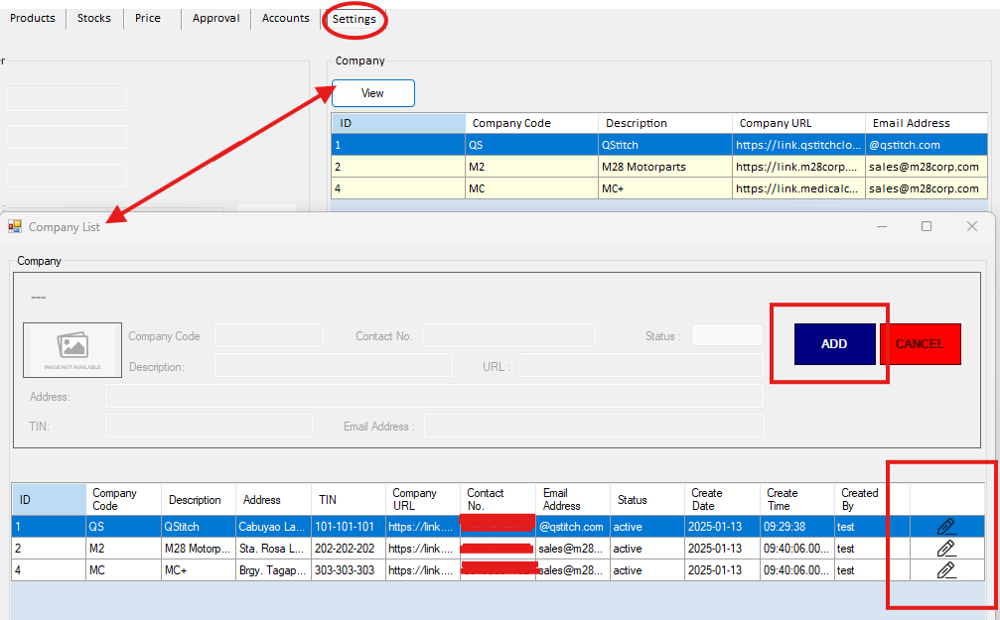 Products Stocks Price Approval Accounts Settings
r
Company
View
ID Company Code Description Company URL Email Address
1 QS QStitch https://link.qstitchclo... @qstitch.com
2 M2 M28 Motorparts https://link.m28corp.... sales@m28corp.com
4 MC MC+ https://link.medicalc... sales@m28corp.com
Company List
Company
---
Company Code Contact No. Status :
ADD CANCEL
IMAGE NOT AVAILABLE
Description: URL :
Address:
TIN: Email Address :
ID Company Code Description Address TIN Company URL Contact No. Email Address Status Create Date Create Time Created By
1 QS QStitch Cabuyao La... 101-101-101 https://link.... @qstitch.com active 2025-01-13 09:29:38 test
2 M2 M28 Motorp... Sta. Rosa L... 202-202-202 https://link.... sales@m28... active 2025-01-13 09:40:06.00... test
4 MC MC+ Brgy. Tagap... 303-303-303 https://link.... sales@m28... active 2025-01-13 09:40:06.00... test